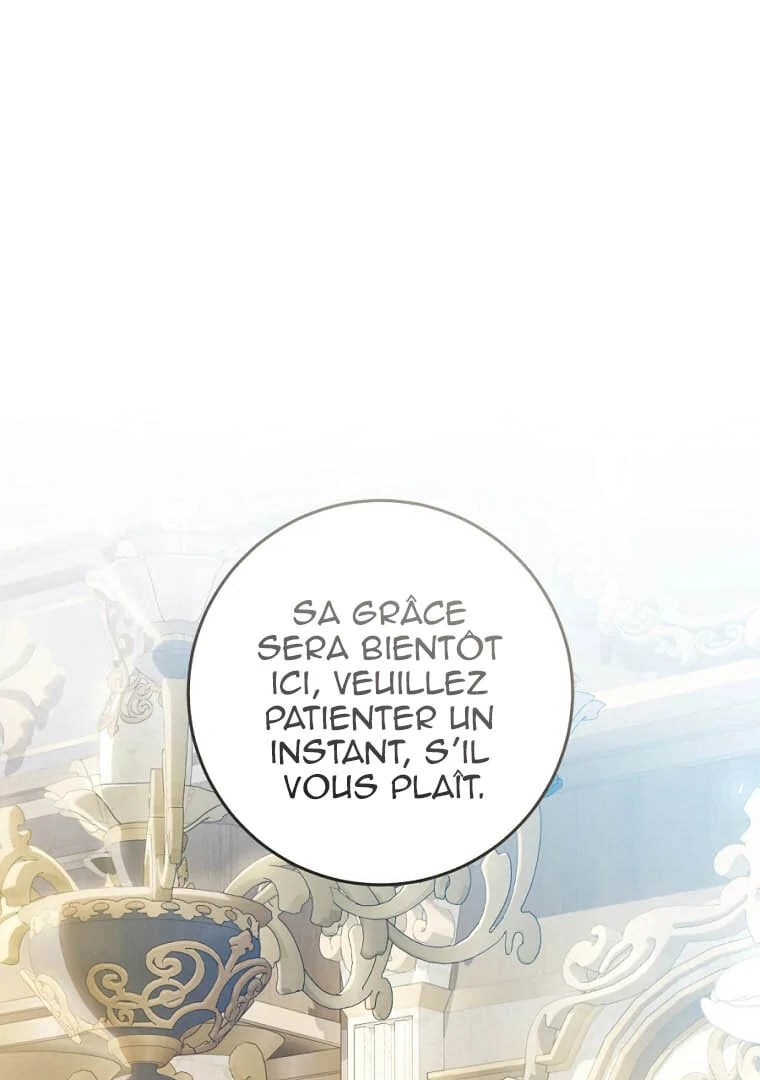 SA GRÂCE
SERA BIENTÔT
ICI, VEUILLEZ
PATIENTER UN
INSTANT, S'IL
VOUS PLAÎT.